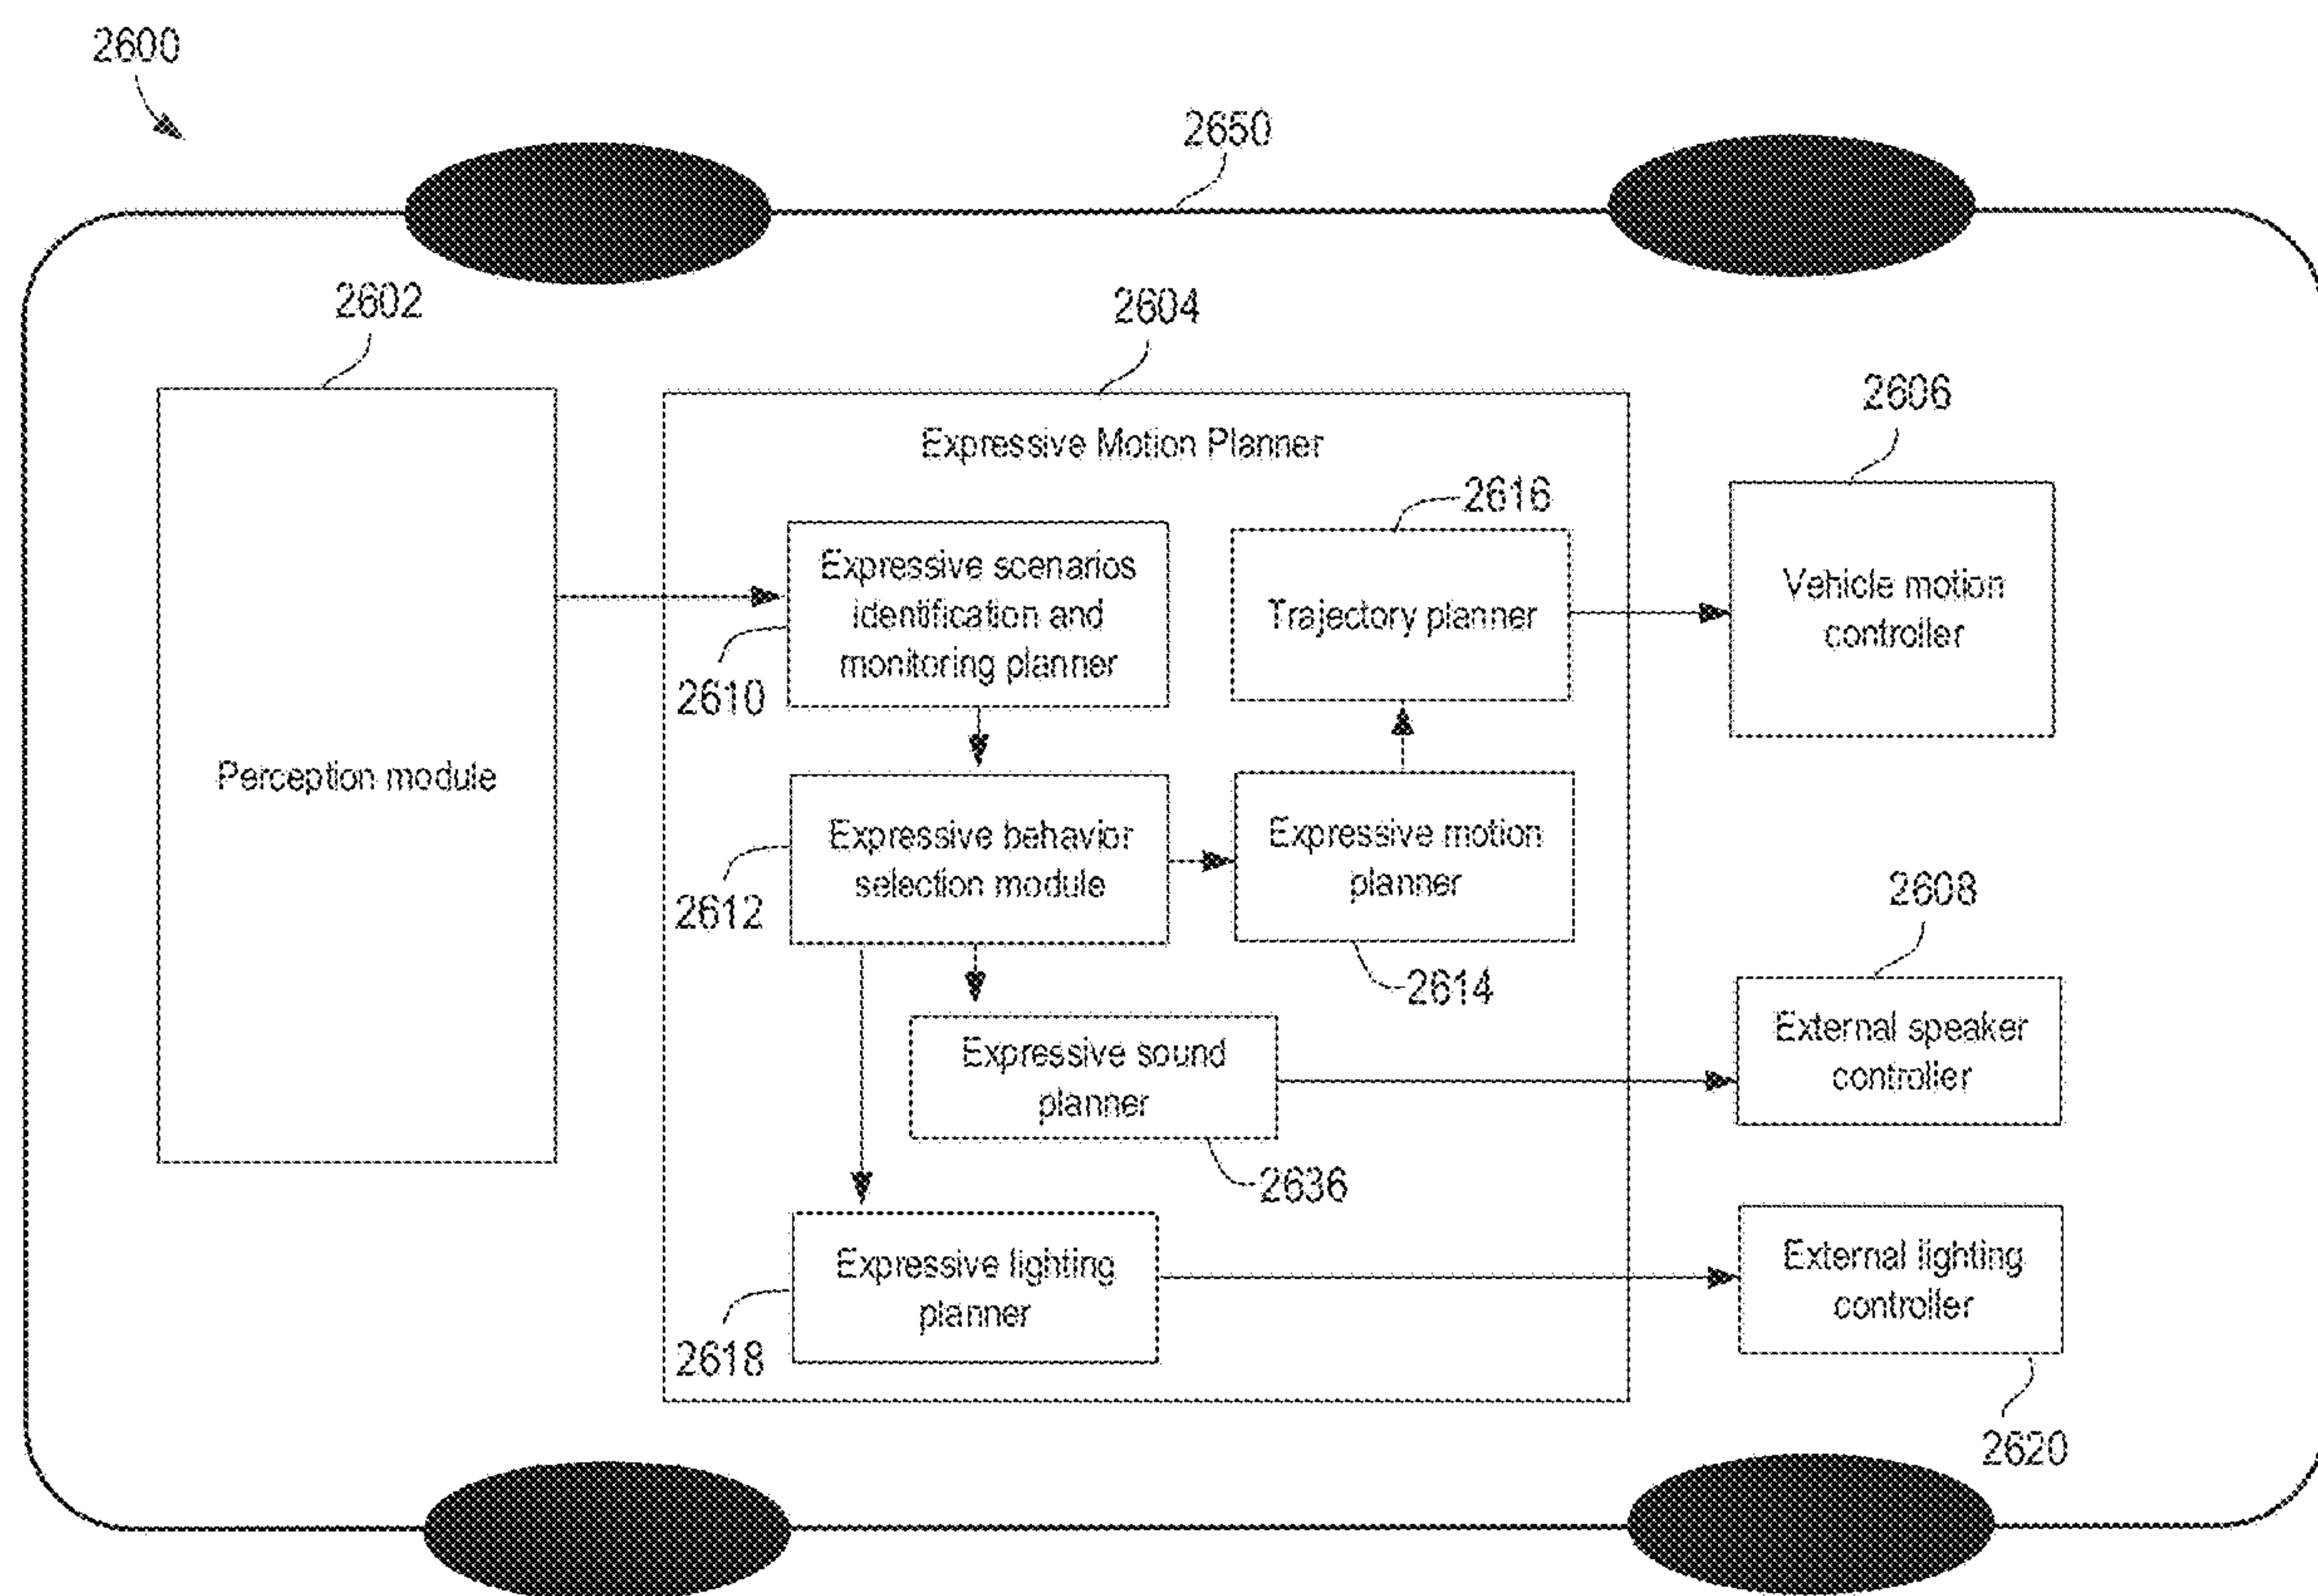 2600
2650
2602
2604
2606
Expressive Motion Planner
2616
Expressive scenarios
identification and
monitoring planner
2610
Trajectory planner
Vehicle motion
controller
Perception module
Expressive behavior
selection module
2612
Expressive motion
planner
2614
2608
External speaker
controller
Expressive sound
planner
2636
Expressive lighting
planner
2618
External lighting
controller
2620